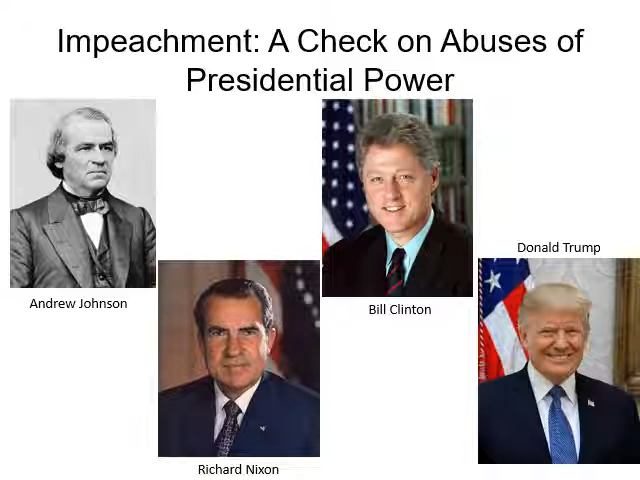 Impeachment: A Check on Abuses of
Presidential Power
Andrew Johnson
Richard Nixon
Bill Clinton
Donald Trump